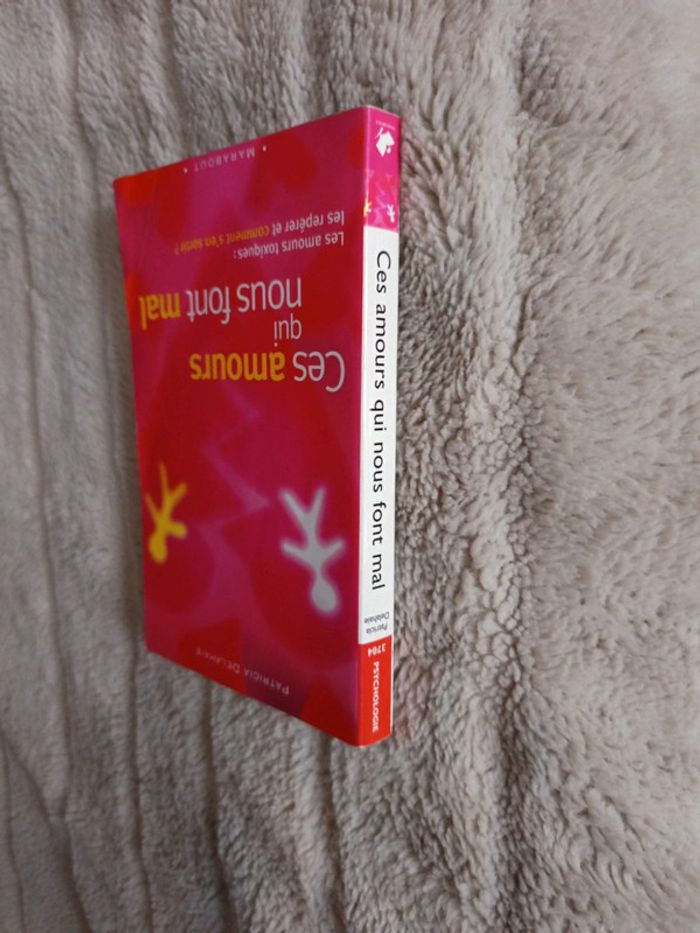 PATRICIA DELAHAIE
Ces amours
qui
nous font mal
Les amours toxiques :
les repérer et comment s'en sortir ?
• MARABOUT •
Ces amours qui nous font mal
Patricia
Delahaie
3704
PSYCHOLOGIE